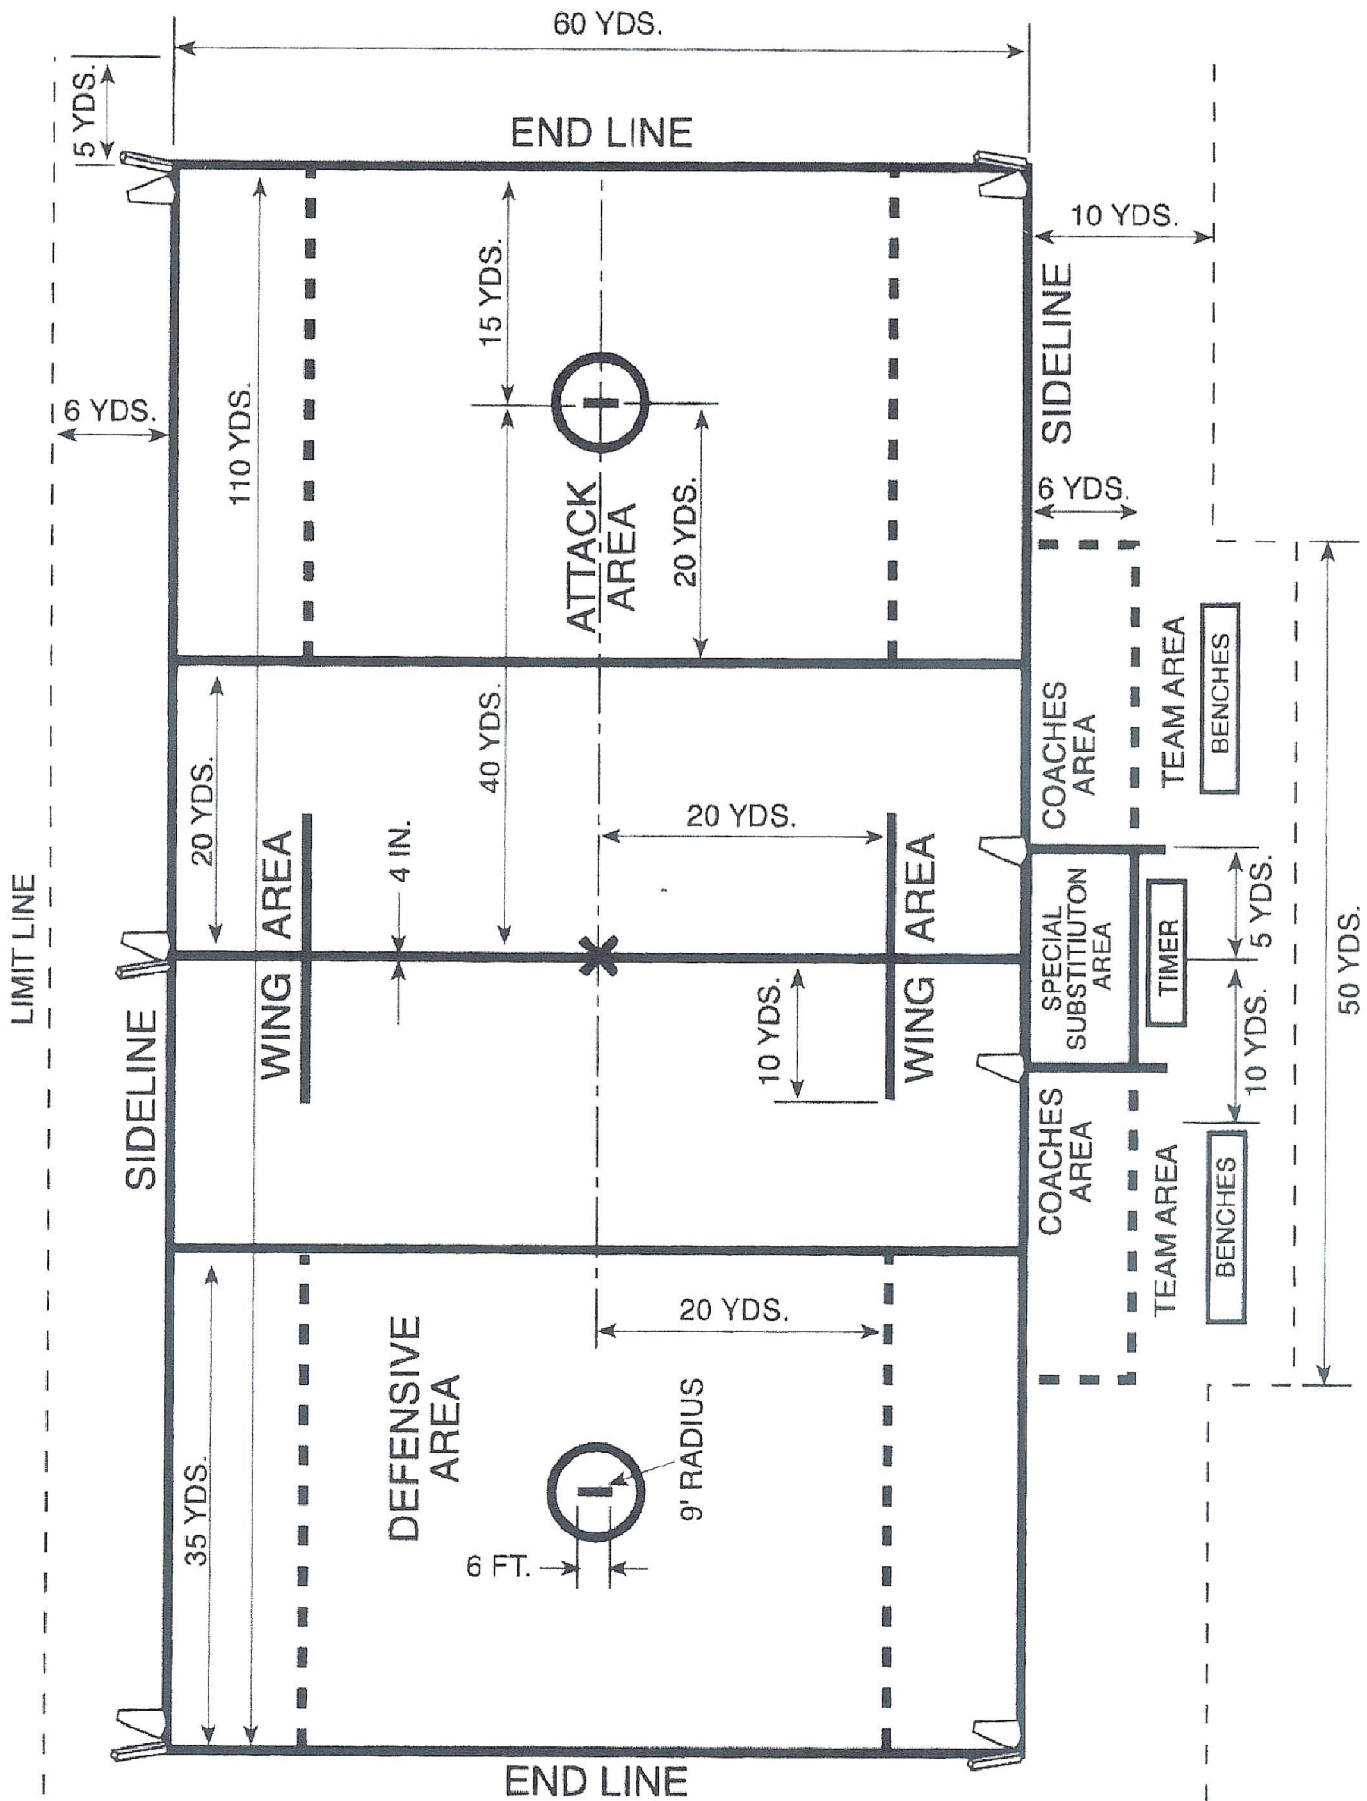 60 YDS.
5 YDS.
END LINE
10 YDS.
15 YDS.
SIDELINE
6 YDS.
110 YDS.
6 YDS.
ATTACK
AREA
20 YDS.
20 YDS.
40 YDS.
COACHES
AREA
TEAM AREA
BENCHES
20 YDS.
4 IN.
WING AREA
WING AREA
LIMIT LINE
SPECIAL
SUBSTITUTON
AREA
TIMER
5 YDS.
50 YDS.
10 YDS.
10 YDS.
SIDELINE
COACHES
AREA
TEAM AREA
BENCHES
20 YDS.
DEFENSIVE
AREA
9' RADIUS
35 YDS.
6 FT.
END LINE